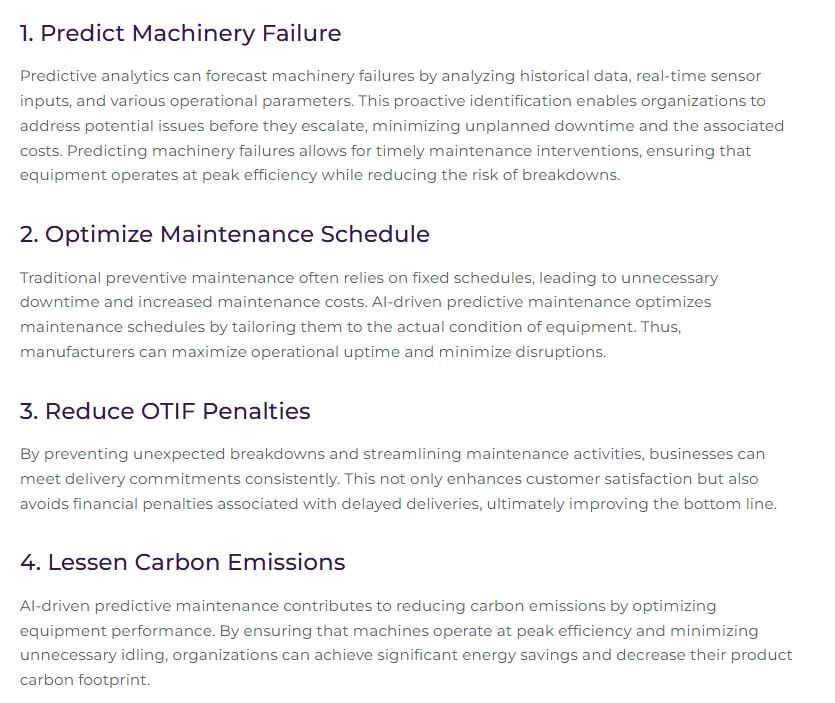 1. Predict Machinery Failure
Predictive analytics can forecast machinery failures by analyzing historical data, real-time sensor
inputs, and various operational parameters. This proactive identification enables organizations to
address potential issues before they escalate, minimizing unplanned downtime and the associated
costs. Predicting machinery failures allows for timely maintenance interventions, ensuring that
equipment operates at peak efficiency while reducing the risk of breakdowns.
2. Optimize Maintenance Schedule
Traditional preventive maintenance often relies on fixed schedules, leading to unnecessary
downtime and increased maintenance costs. AI-driven predictive maintenance optimizes
maintenance schedules by tailoring them to the actual condition of equipment. Thus,
manufacturers can maximize operational uptime and minimize disruptions.
3. Reduce OTIF Penalties
By preventing unexpected breakdowns and streamlining maintenance activities, businesses can
meet delivery commitments consistently. This not only enhances customer satisfaction but also
avoids financial penalties associated with delayed deliveries, ultimately improving the bottom line.
4. Lessen Carbon Emissions
AI-driven predictive maintenance contributes to reducing carbon emissions by optimizing
equipment performance. By ensuring that machines operate at peak efficiency and minimizing
unnecessary idling, organizations can achieve significant energy savings and decrease their product
carbon footprint.